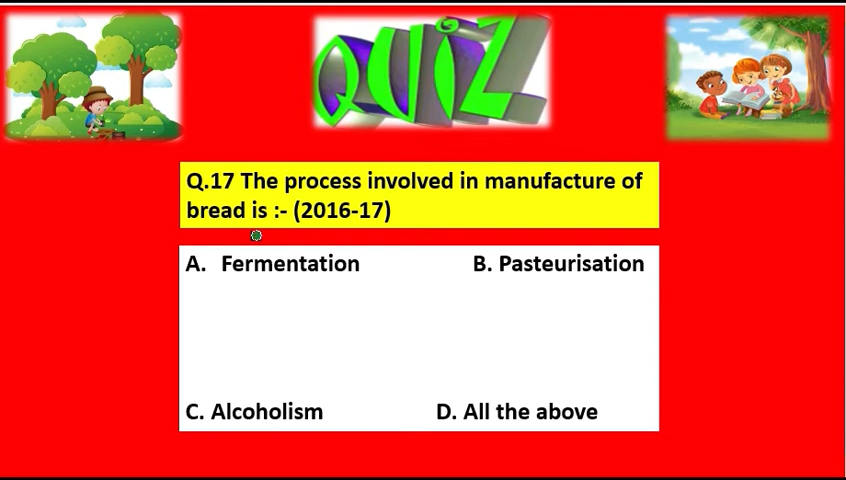 QUiZ
Q.17 The process involved in manufacture of
bread is :- (2016-17)
A. Fermentation B. Pasteurisation
C. Alcoholism D. All the above